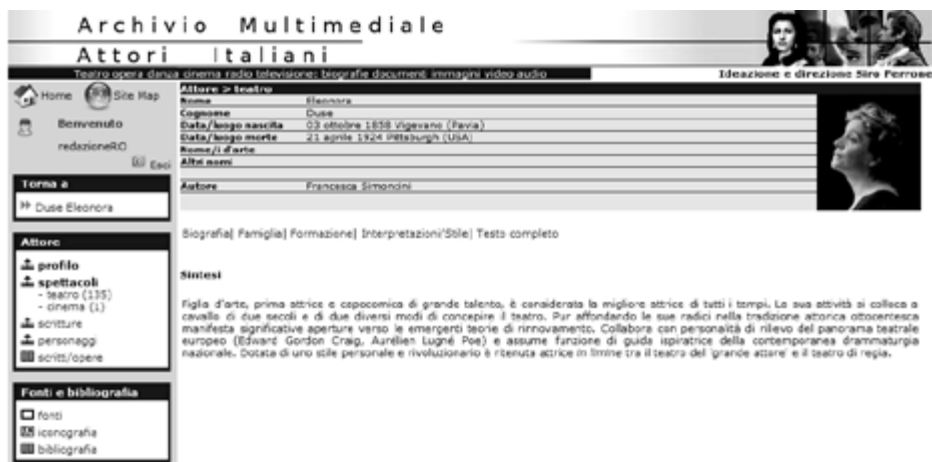 Archivio Multimediale
Attori Italiani
Teatro opera danza cinema radio televisione: biografie documenti immagini video audio
Ideazione e direzione Siro Ferrone
Home Site Map
Benvenuto
redazioneRO
Esci
Torna a
Duse Eleonora
Attore
profilo
spettacoli
- teatro (135)
- cinema (1)
scritture
personaggi
scritti/opere
Fonti e bibliografia
fonti
iconografia
bibliografia
Attore > teatro
Nome Eleonora
Cognome Duse
Data/luogo nascita 03 ottobre 1858 Vigevano (Pavia)
Data/luogo morte 21 aprile 1924 Pittsburgh (USA)
Nome/i d'arte
Altri nomi
Autore Francesca Simoncini
Biografia| Famiglia| Formazione| Interpretazioni/Stile| Testo completo
Sintesi
Figlia d'arte, prima attrice e capocomica di grande talento, è considerata la migliore attrice di tutti i tempi. La sua attività si colloca a
cavallo di due secoli e di due diversi modi di concepire il teatro. Pur affondando le sue radici nella tradizione attorica ottocentesca
manifesta significative aperture verso le emergenti teorie di rinnovamento. Collabora con personalità di rilievo del panorama teatrale
europeo (Edward Gordon Craig, Aurélien Lugné Poe) e assume funzione di guida ispiratrice della contemporanea drammaturgia
nazionale. Dotata di uno stile personale e rivoluzionario è ritenuta attrice in limine tra il teatro del 'grande attore' e il teatro di regia.